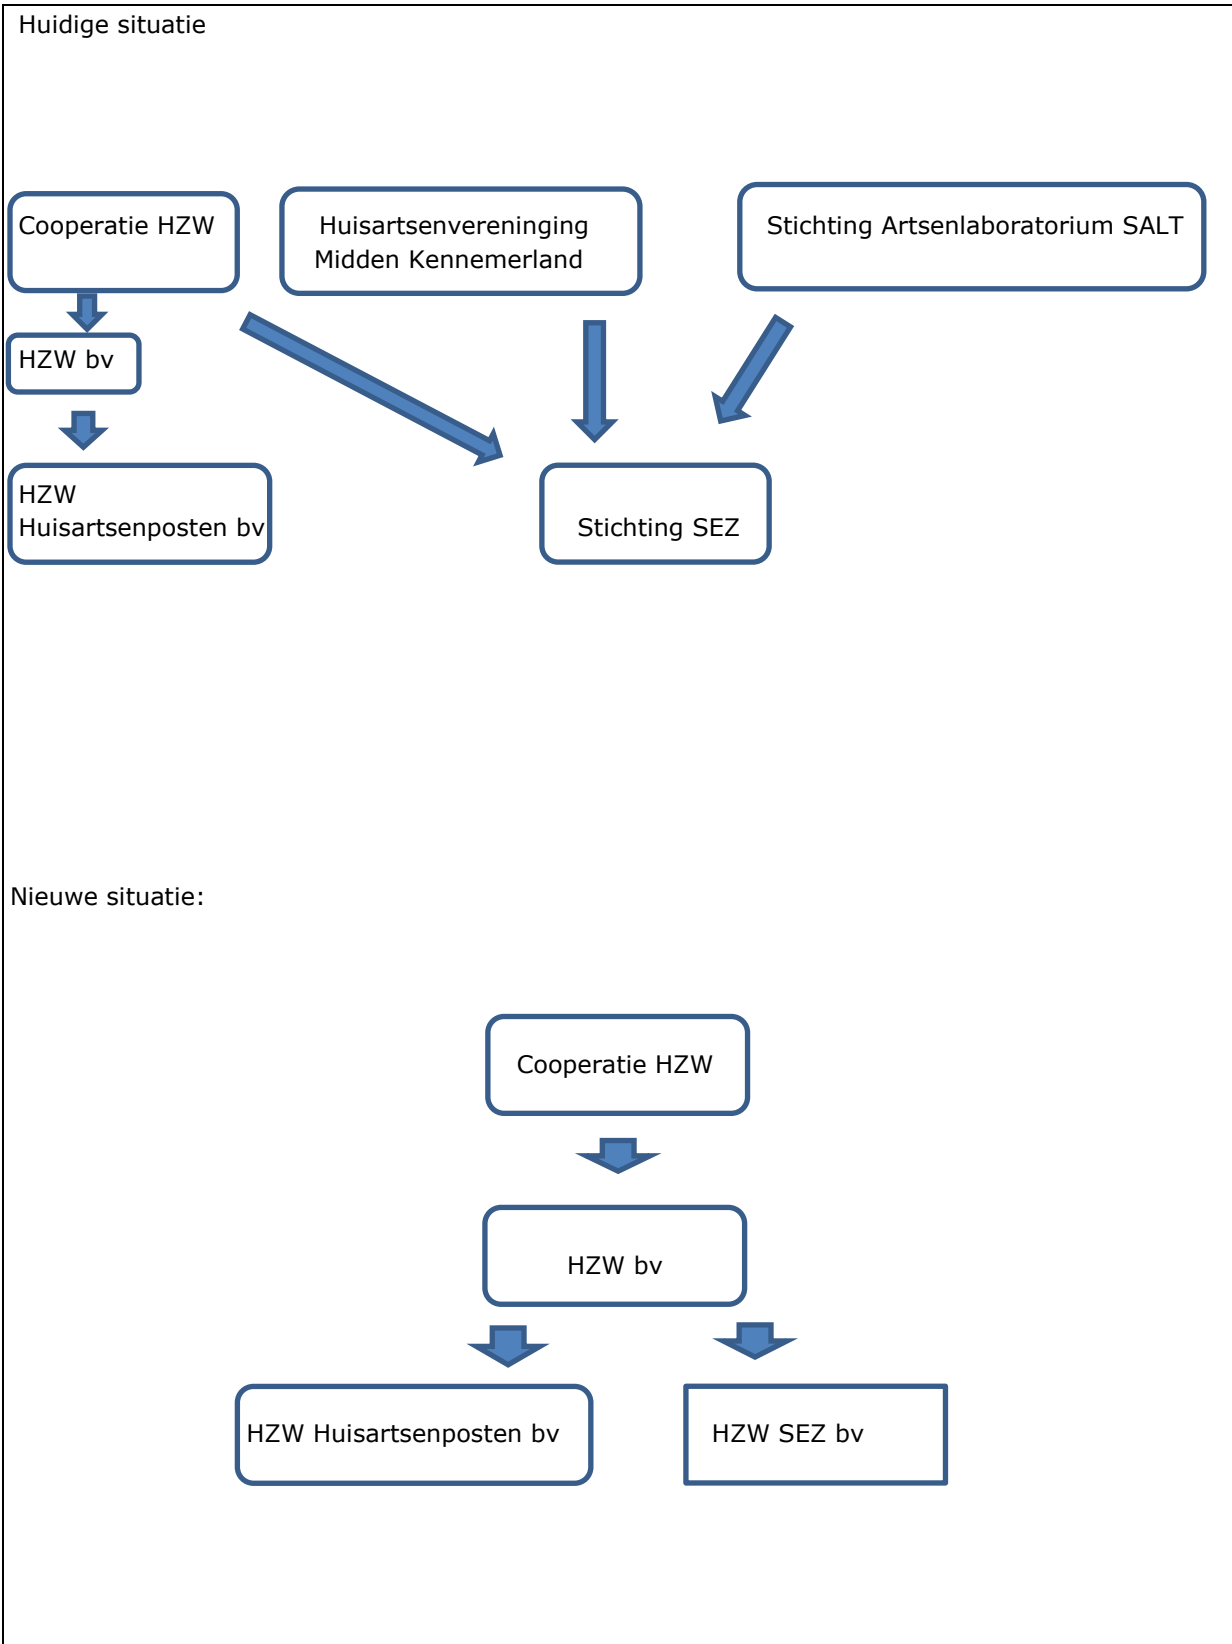 Huidige situatie
Cooperatie HZW
Huisartsenvereninging
Midden Kennemerland
Stichting Artsenlaboratorium SALT
HZW bv
HZW
Huisartsenposten bv
Stichting SEZ
Nieuwe situatie:
Cooperatie HZW
HZW bv
HZW Huisartsenposten bv
HZW SEZ bv